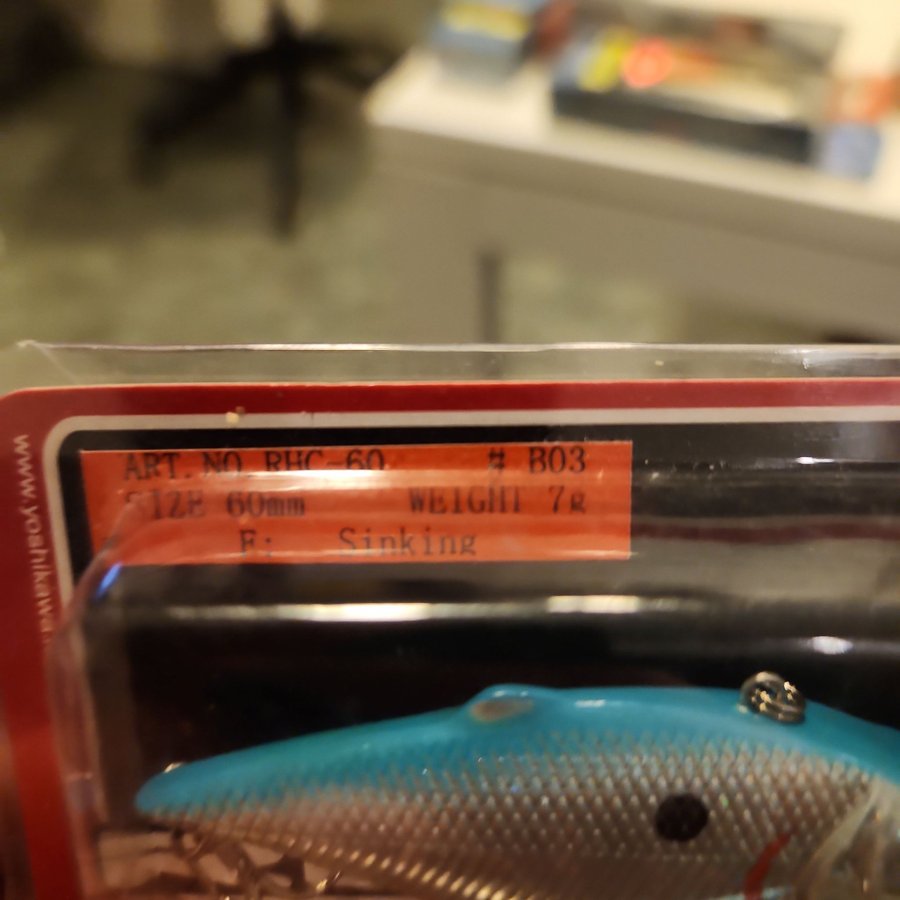 ART.NO RHC-60 # B03
SIZE 60mm WEIGHT 7g
F: Sinking
www.yoshikawa